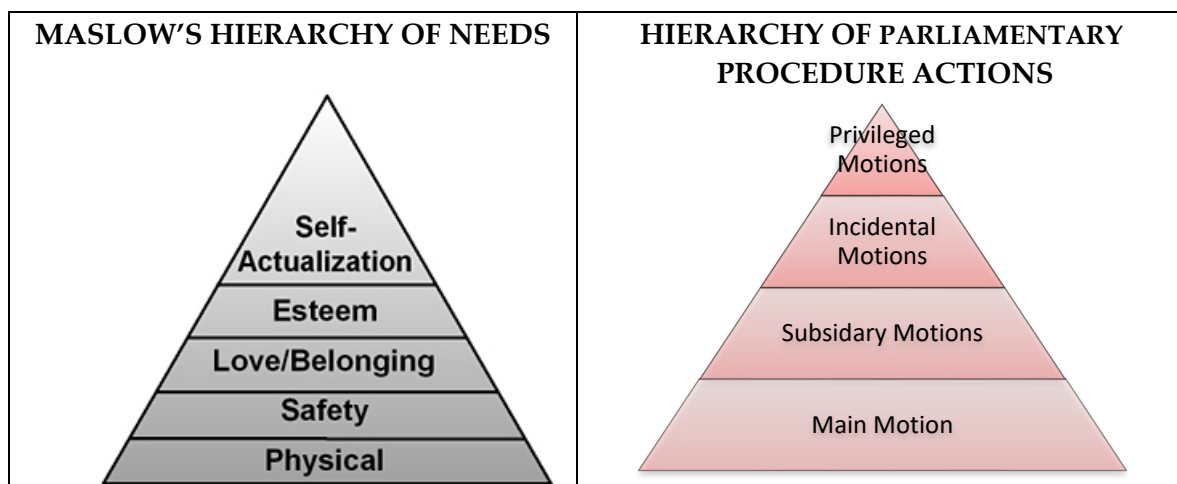 MASLOW'S HIERARCHY OF NEEDS
Self-
Actualization
Esteem
Love/Belonging
Safety
Physical
HIERARCHY OF PARLIAMENTARY
PROCEDURE ACTIONS
Privileged
Motions
Incidental
Motions
Subsidary Motions
Main Motion